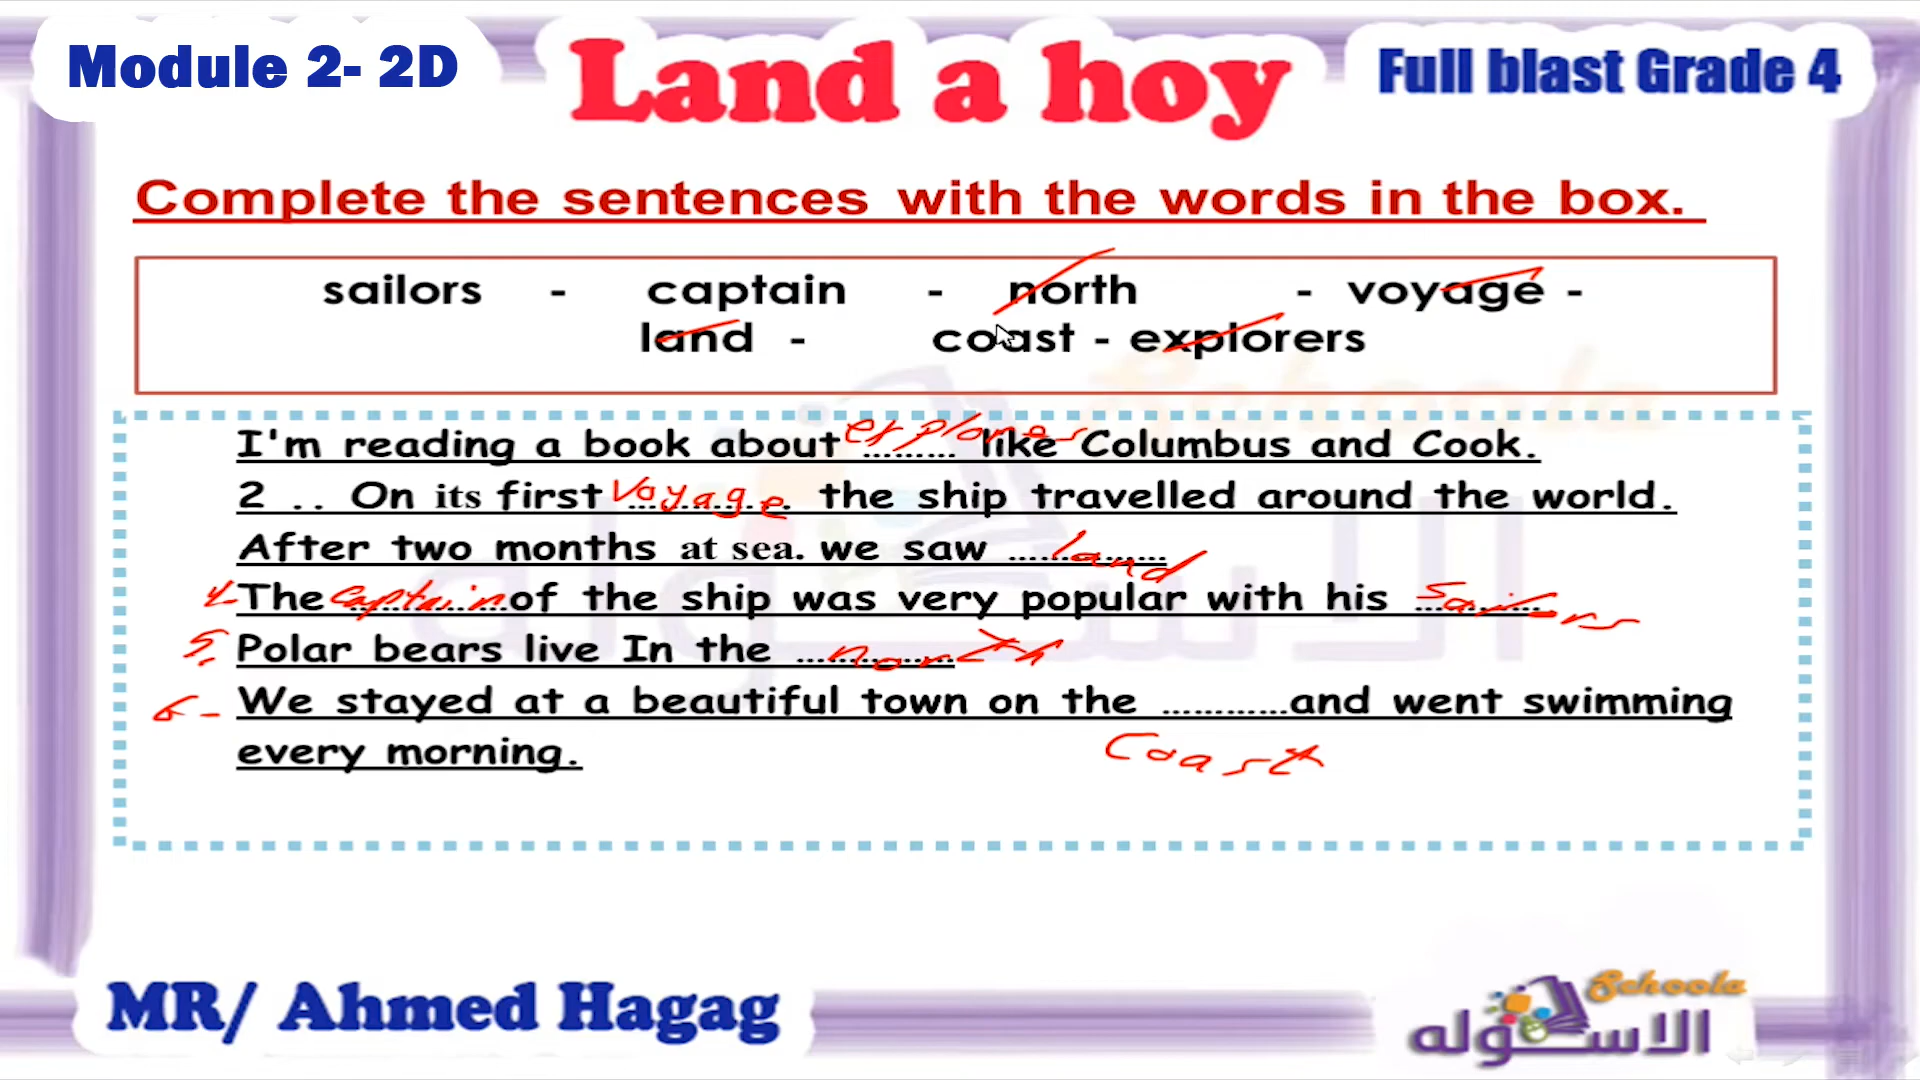 Module 2- 2D
Land a hoy
Full blast Grade 4
Complete the sentences with the words in the box.
sailors - captain - north - voyage -
land - coast - explorers
I'm reading a book about explores ......... like Columbus and Cook.
2 .. On its first voyage ............. the ship travelled around the world.
After two months at sea. we saw ....land.........
4- The captain ............of the ship was very popular with his sailors ............
5. Polar bears live In the north ..............
6- We stayed at a beautiful town on the ............and went swimming
every morning.
Coast
MR/ Ahmed Hagag
Schoola
الاسكوله